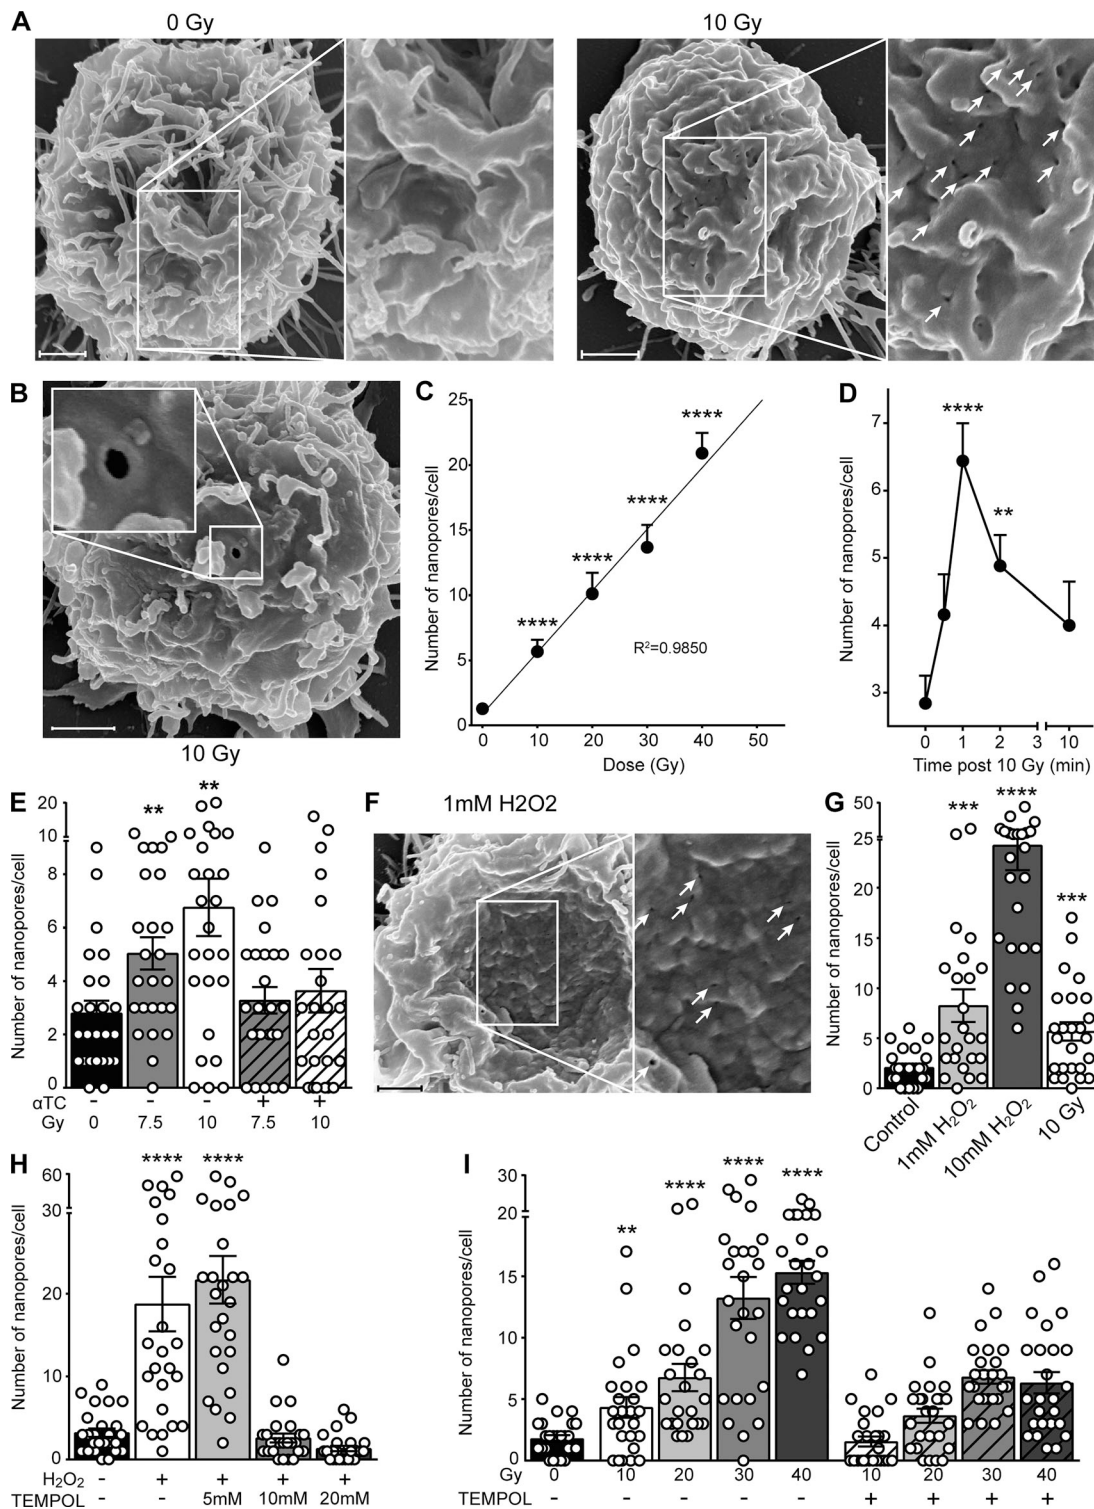 A
0 Gy
10 Gy
B
10 Gy
C
Number of nanopores/cell
25
20
15
10
5
0
**** **** **** ****
R²=0.9850
0 10 20 30 40 50
Dose (Gy)
D
Number of nanopores/cell
7
6
5
4
3
****
**
0 1 2 3 10
Time post 10 Gy (min)
E
Number of nanopores/cell
20
10
8
6
4
2
0
** **
αTC - - - + +
Gy 0 7.5 10 7.5 10
F
1mM H2O2
G
Number of nanopores/cell
50
25
20
15
10
5
0
*** **** ***
Control 1mM H₂O₂ 10mM H₂O₂ 10 Gy
H
Number of nanopores/cell
60
30
20
10
0
**** ****
H₂O₂ - + + + +
TEMPOL - - 5mM 10mM 20mM
I
Number of nanopores/cell
30
20
15
10
5
0
** **** **** ****
Gy 0 10 20 30 40 10 20 30 40
TEMPOL - - - - - + + + +